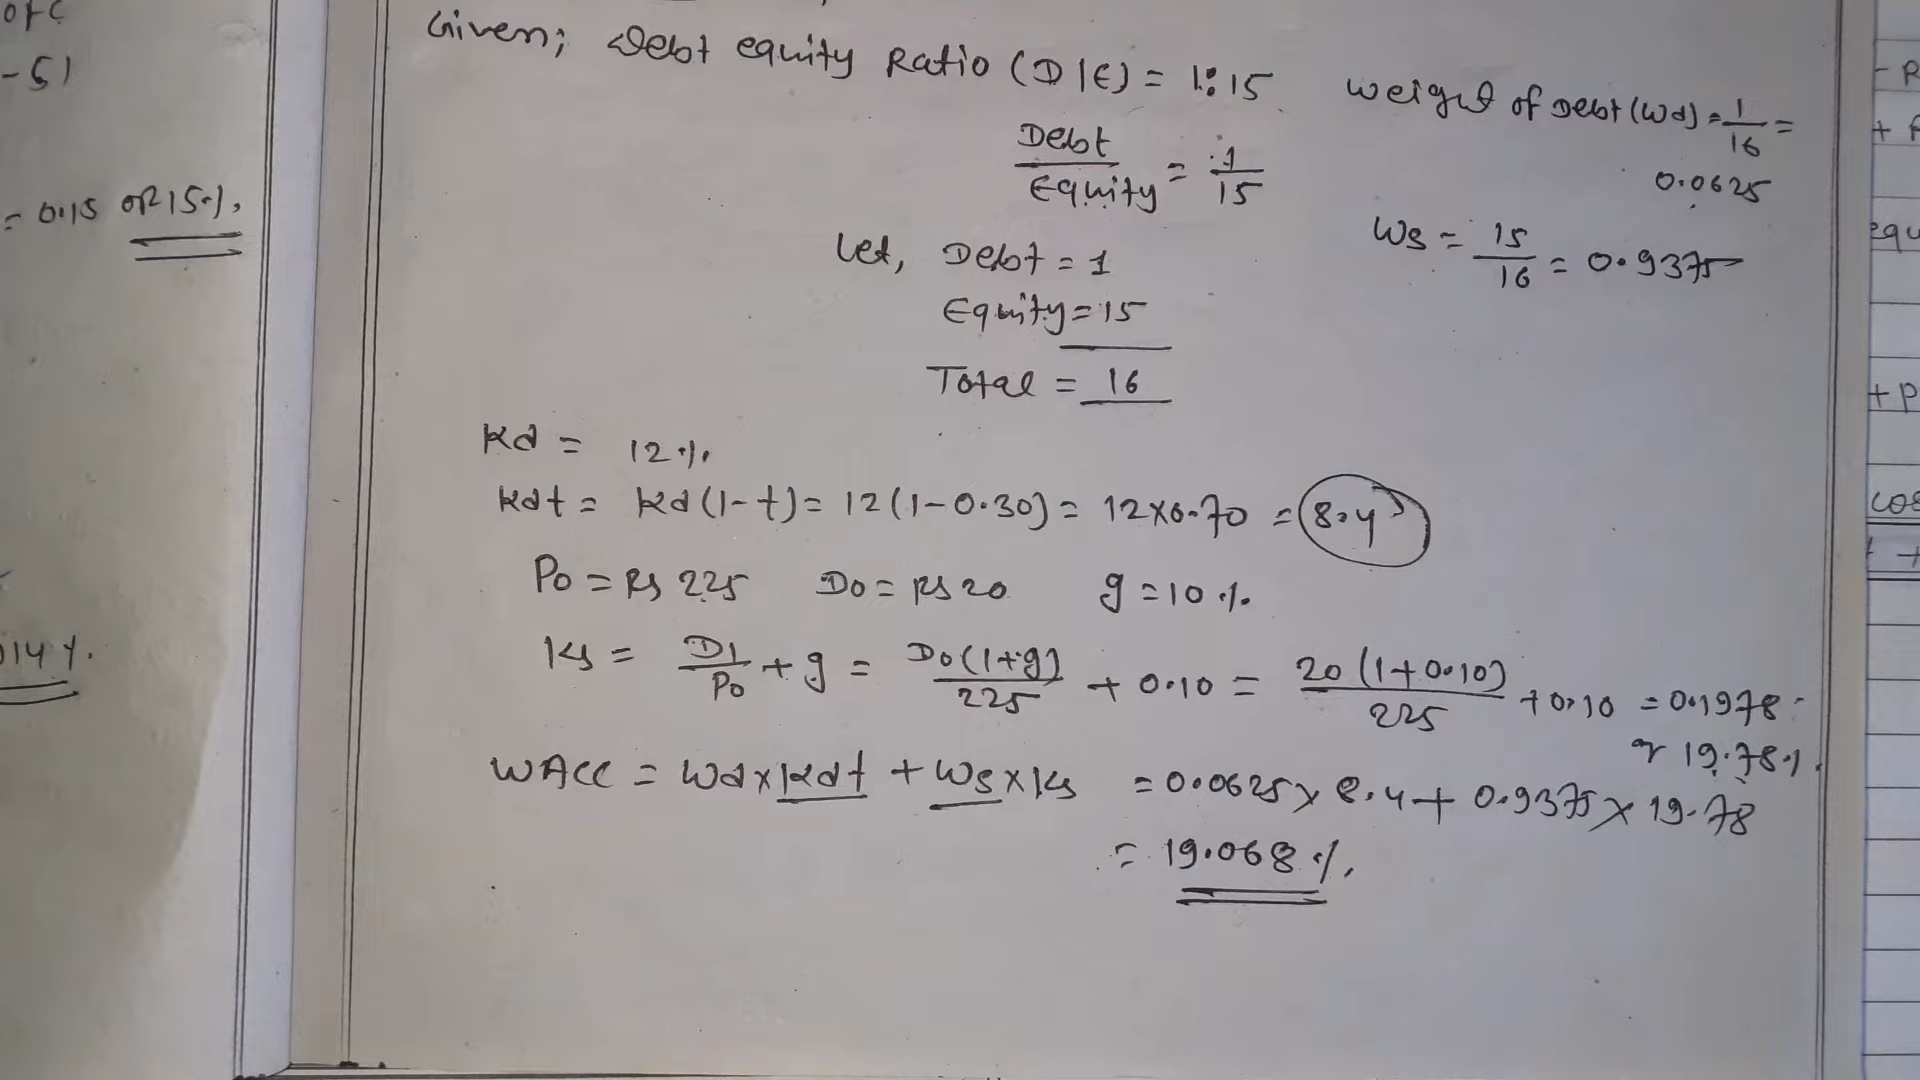 or
-51
= 0.15 or 15%.
14%.
Given; Debt equity Ratio (D/E) = 1:15
Debt
Equity = 1
15
Let, Debt = 1
Equity = 15
Total = 16
Weight of Debt (Wd) = 1/16 =
0.0625
Ws = 15/16 = 0.9375
Kd = 12%
Kdt = Kd (1-t) = 12 (1-0.30) = 12×0.70 = 8.4
Po = Rs 225 Do = Rs 20 g = 10%.
Ks = D1/Po + g = Do(1+g)/225 + 0.10 = 20(1+0.10)/225 + 0.10 = 0.1978
or 19.78%.
WACC = Wd×Kdt + Ws×Ks = 0.0625 × 8.4 + 0.9375 × 19.78
= 19.068%.
- P
+ P
equ
+ P
cos
+